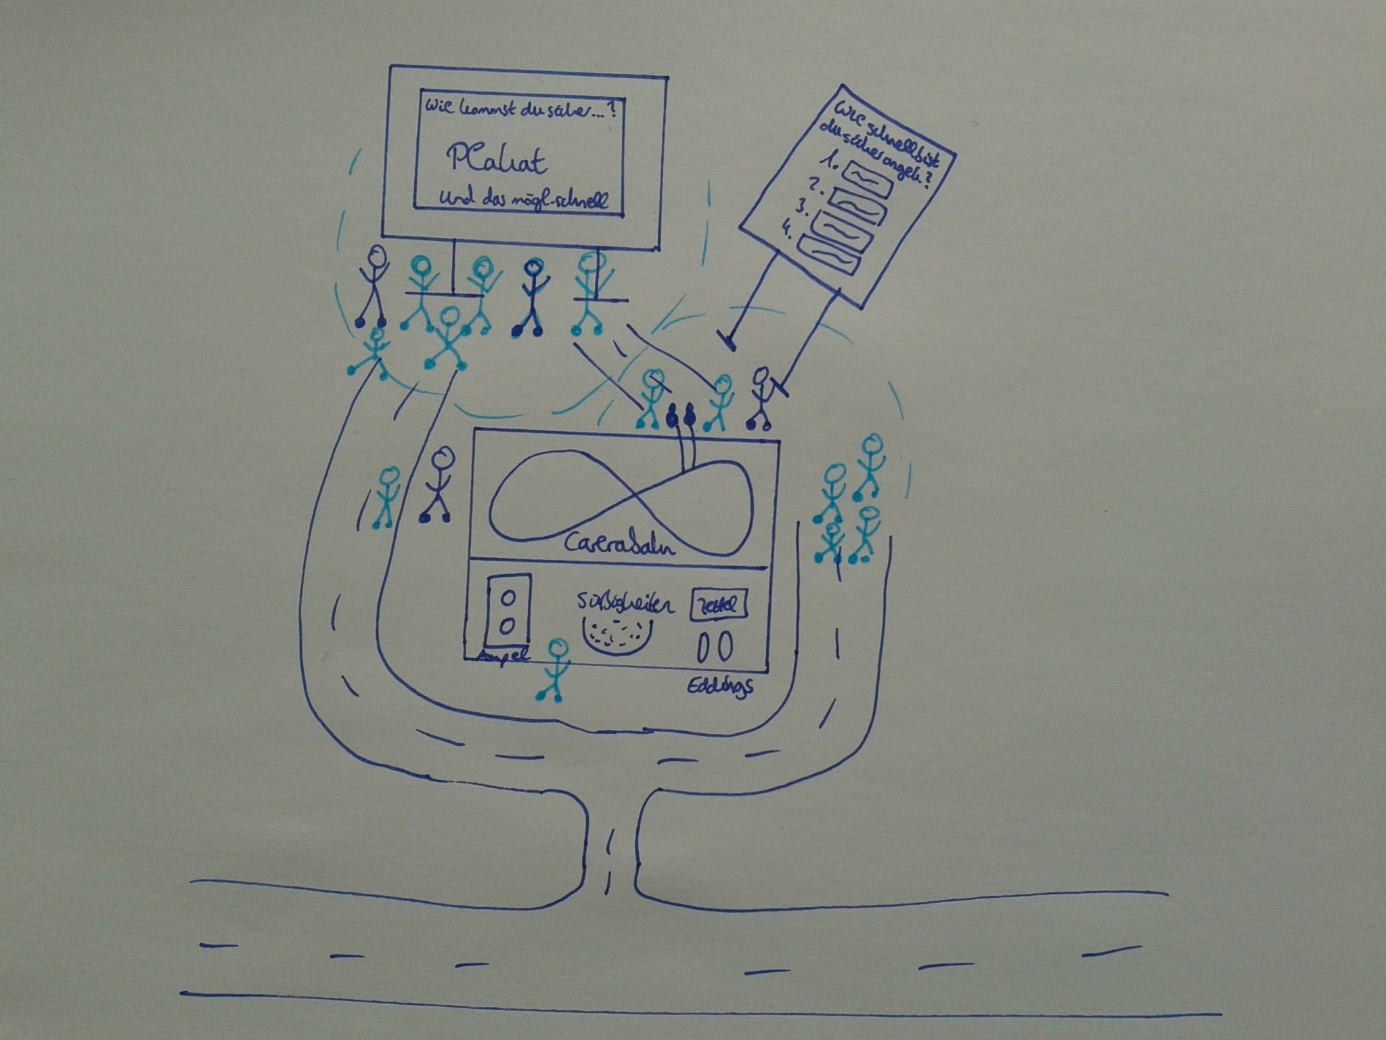 Wie kommst du sicher...?
Plakat
und das mögl. schnell
Wie schnell bist
du sicher angek.?
1.
2.
3.
4.
Carerabahn
Ampel
Süßigkeiten
Zettel
Eddings